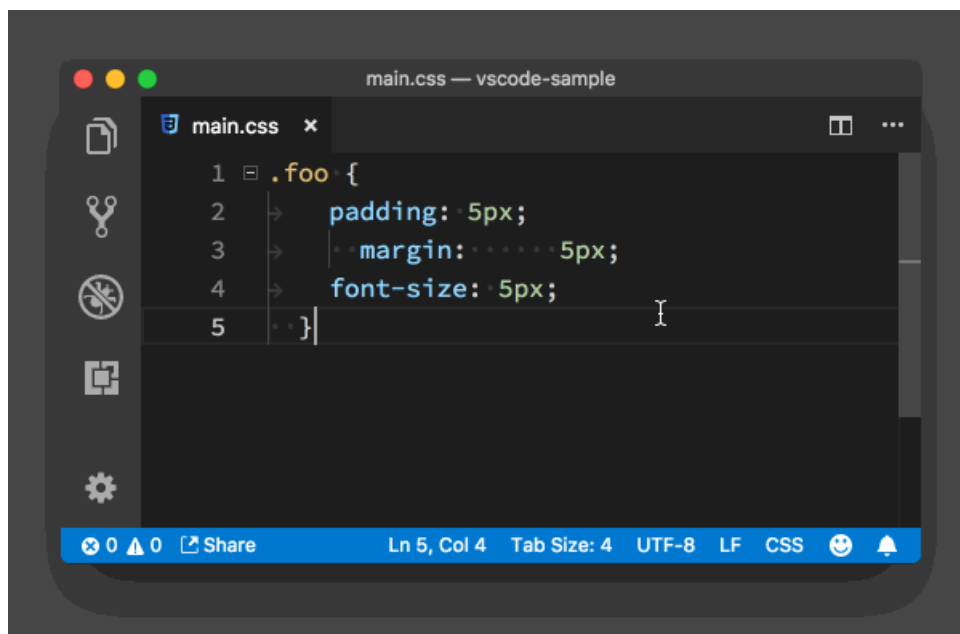 main.css — vscode-sample
main.css ×
1 .foo {
2 padding: 5px;
3 margin:      5px;
4 font-size: 5px;
5   }
0 0 Share Ln 5, Col 4 Tab Size: 4 UTF-8 LF CSS